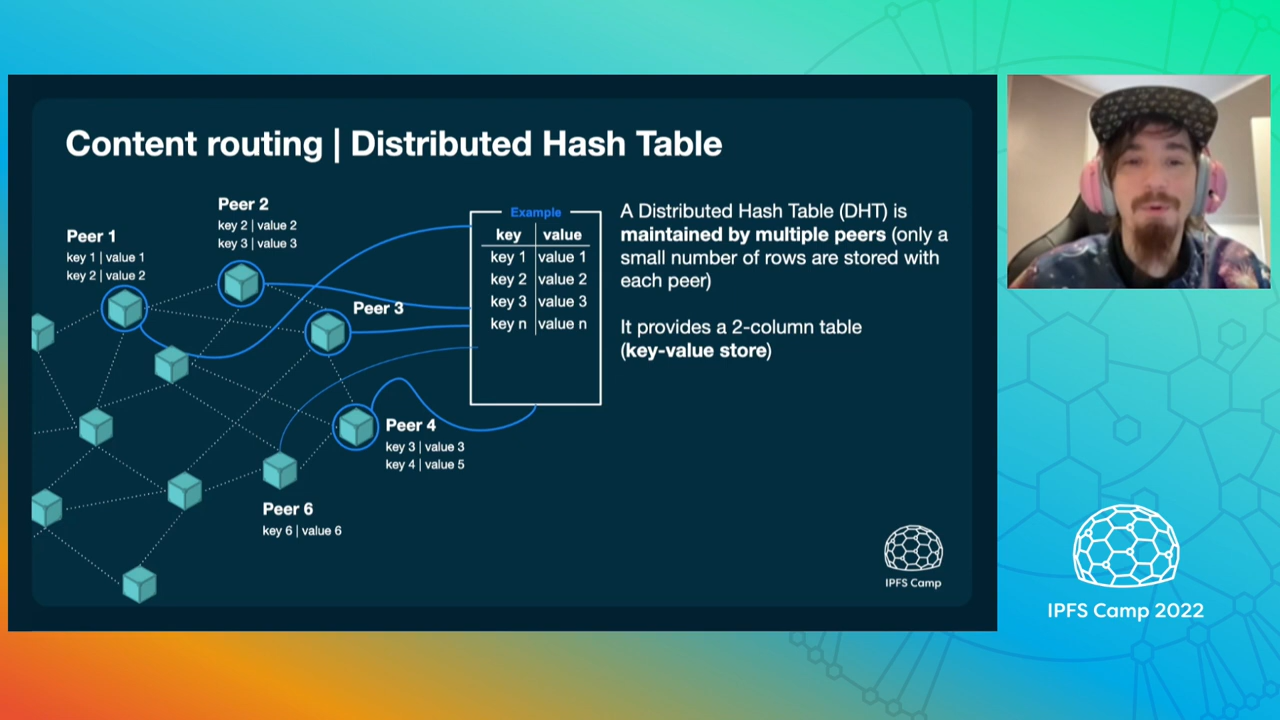 Content routing | Distributed Hash Table
Peer 2
key 2 | value 2
key 3 | value 3
Peer 1
key 1 | value 1
key 2 | value 2
Peer 3
Peer 4
key 3 | value 3
key 4 | value 5
Peer 6
key 6 | value 6
Example
key value
key 1 value 1
key 2 value 2
key 3 value 3
key n value n
A Distributed Hash Table (DHT) is
maintained by multiple peers (only a
small number of rows are stored with
each peer)
It provides a 2-column table
(key-value store)
IPFS Camp
IPFS Camp 2022